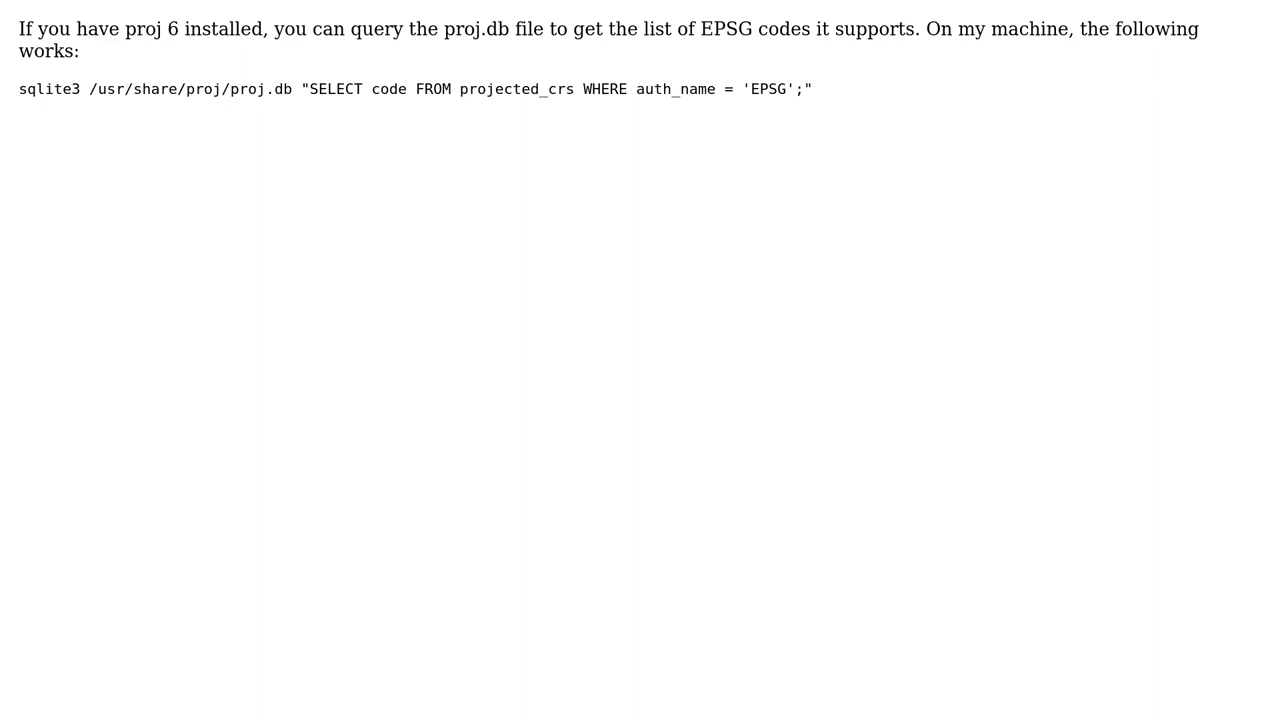 If you have proj 6 installed, you can query the proj.db file to get the list of EPSG codes it supports. On my machine, the following
works:
sqlite3 /usr/share/proj/proj.db "SELECT code FROM projected_crs WHERE auth_name = 'EPSG';"